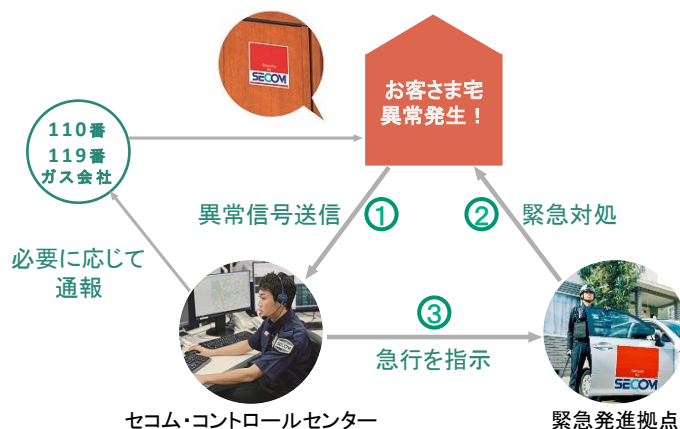 SECOM
お客さま宅
異常発生！
110番
119番
ガス会社
異常信号送信
①
②
緊急対処
必要に応じて
通報
③
急行を指示
SECOM
SECOM
セコム・コントロールセンター
緊急発進拠点